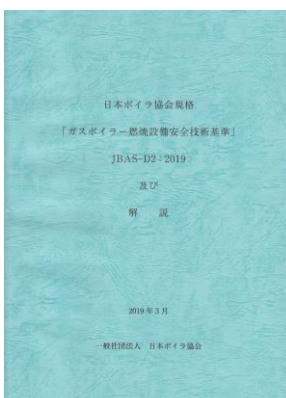 日本ボイラ協会規格
「ガスボイラー燃焼設備安全技術基準」
JBAS-D2:2019
及び
解 説
2019年3月
一般社団法人 日本ボイラ協会